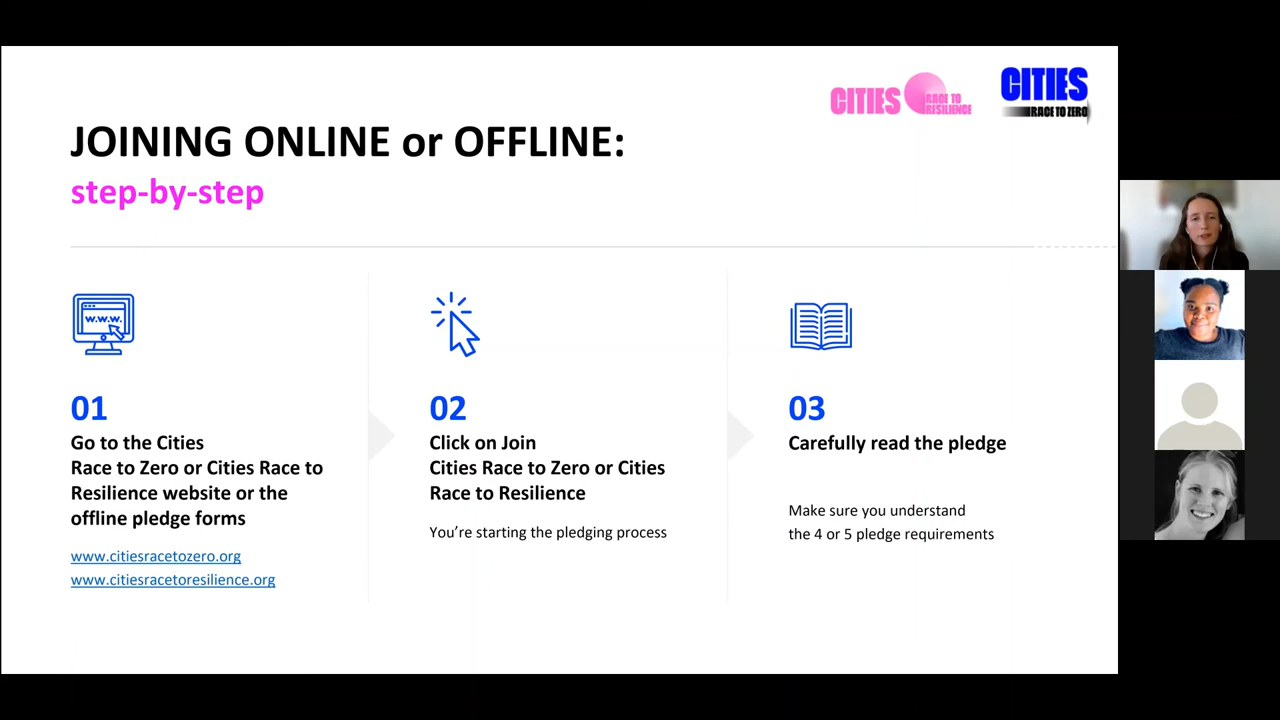 CITIES RACE TO
RESILIENCE
CITIES
RACE TO ZERO
JOINING ONLINE or OFFLINE:
step-by-step
www.
01
Go to the Cities
Race to Zero or Cities Race to
Resilience website or the
offline pledge forms
www.citiesracetozero.org
www.citiesracetoresilience.org
02
Click on Join
Cities Race to Zero or Cities
Race to Resilience
You’re starting the pledging process
03
Carefully read the pledge
Make sure you understand
the 4 or 5 pledge requirements